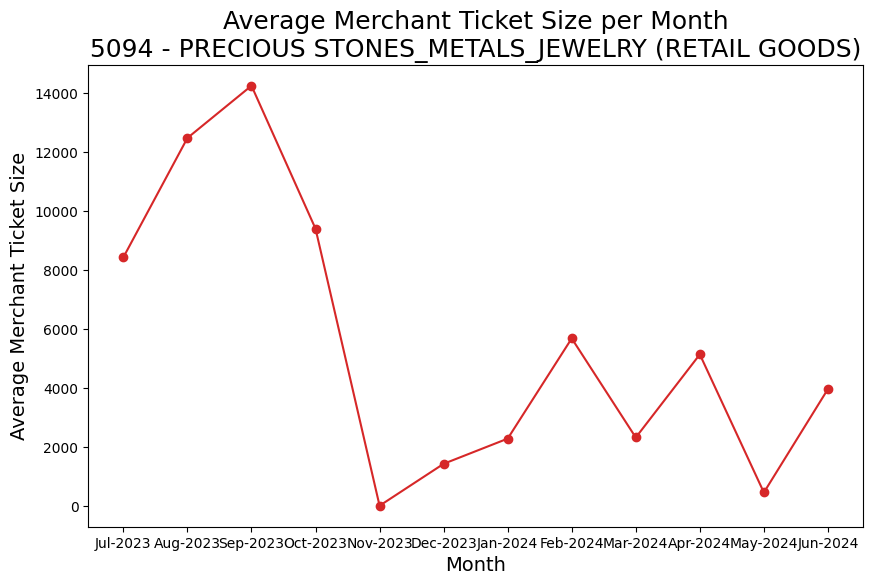 Average Merchant Ticket Size per Month
5094 - PRECIOUS STONES_METALS_JEWELRY (RETAIL GOODS)
Average Merchant Ticket Size
14000
12000
10000
8000
6000
4000
2000
0
Jul-2023 Aug-2023 Sep-2023 Oct-2023 Nov-2023 Dec-2023 Jan-2024 Feb-2024 Mar-2024 Apr-2024 May-2024 Jun-2024
Month